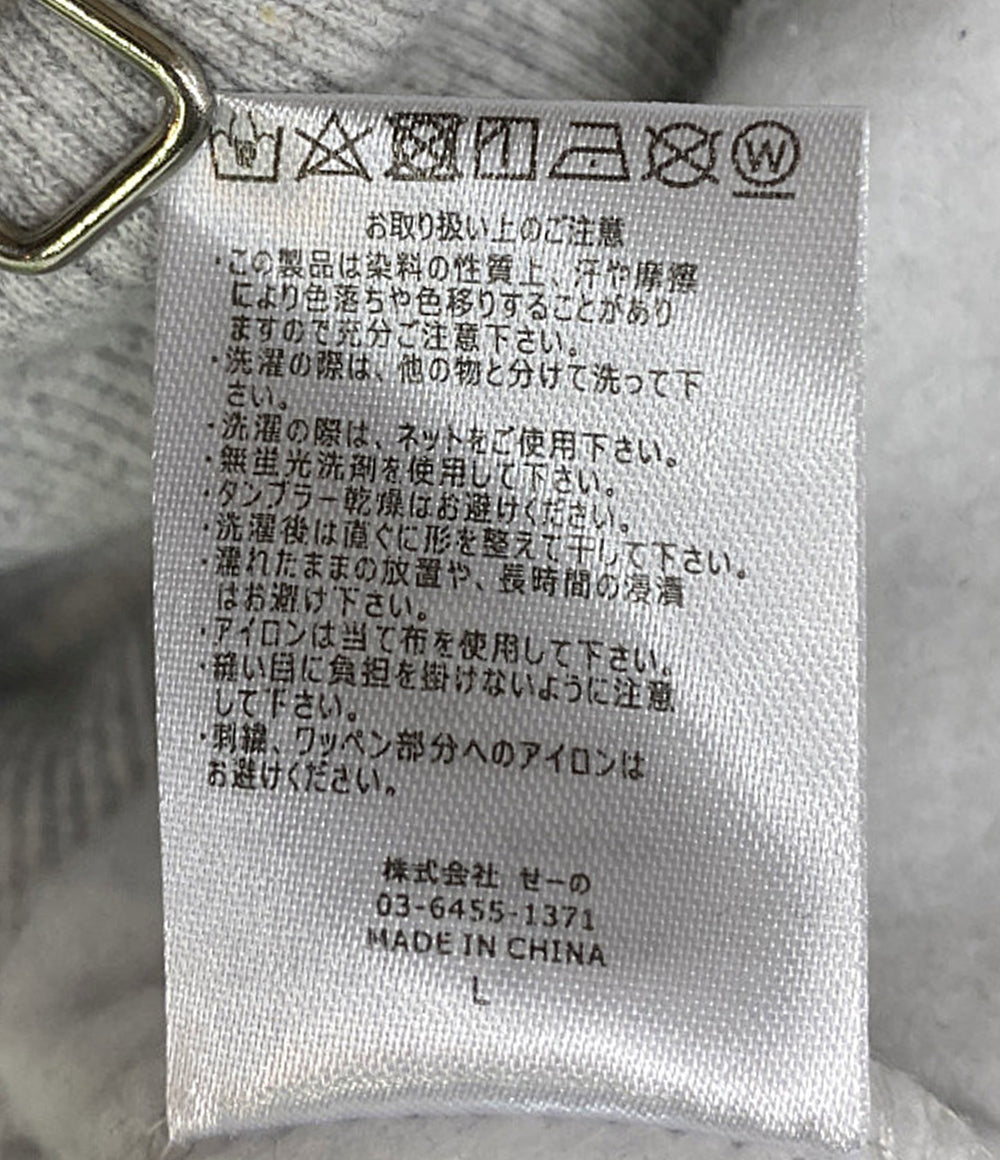 W
お取り扱い上のご注意
・この製品は染料の性質上、汗や摩擦
により色落ちや色移りすることがあり
ますので充分ご注意下さい。
・洗濯の際は、他の物と分けて洗って下
さい。
・洗濯の際は、ネットをご使用下さい。
・無蛍光洗剤を使用して下さい。
・タンブラー乾燥はお避けください。
・洗濯後は直ぐに形を整えて干して下さい。
・濡れたままの放置や、長時間の浸漬
はお避け下さい。
・アイロンは当て布を使用して下さい。
・縫い目に負担を掛けないように注意
して下さい。
・刺繍、ワッペン部分へのアイロンは
お避けください。
株式会社 せーの
03-6455-1371
MADE IN CHINA
L